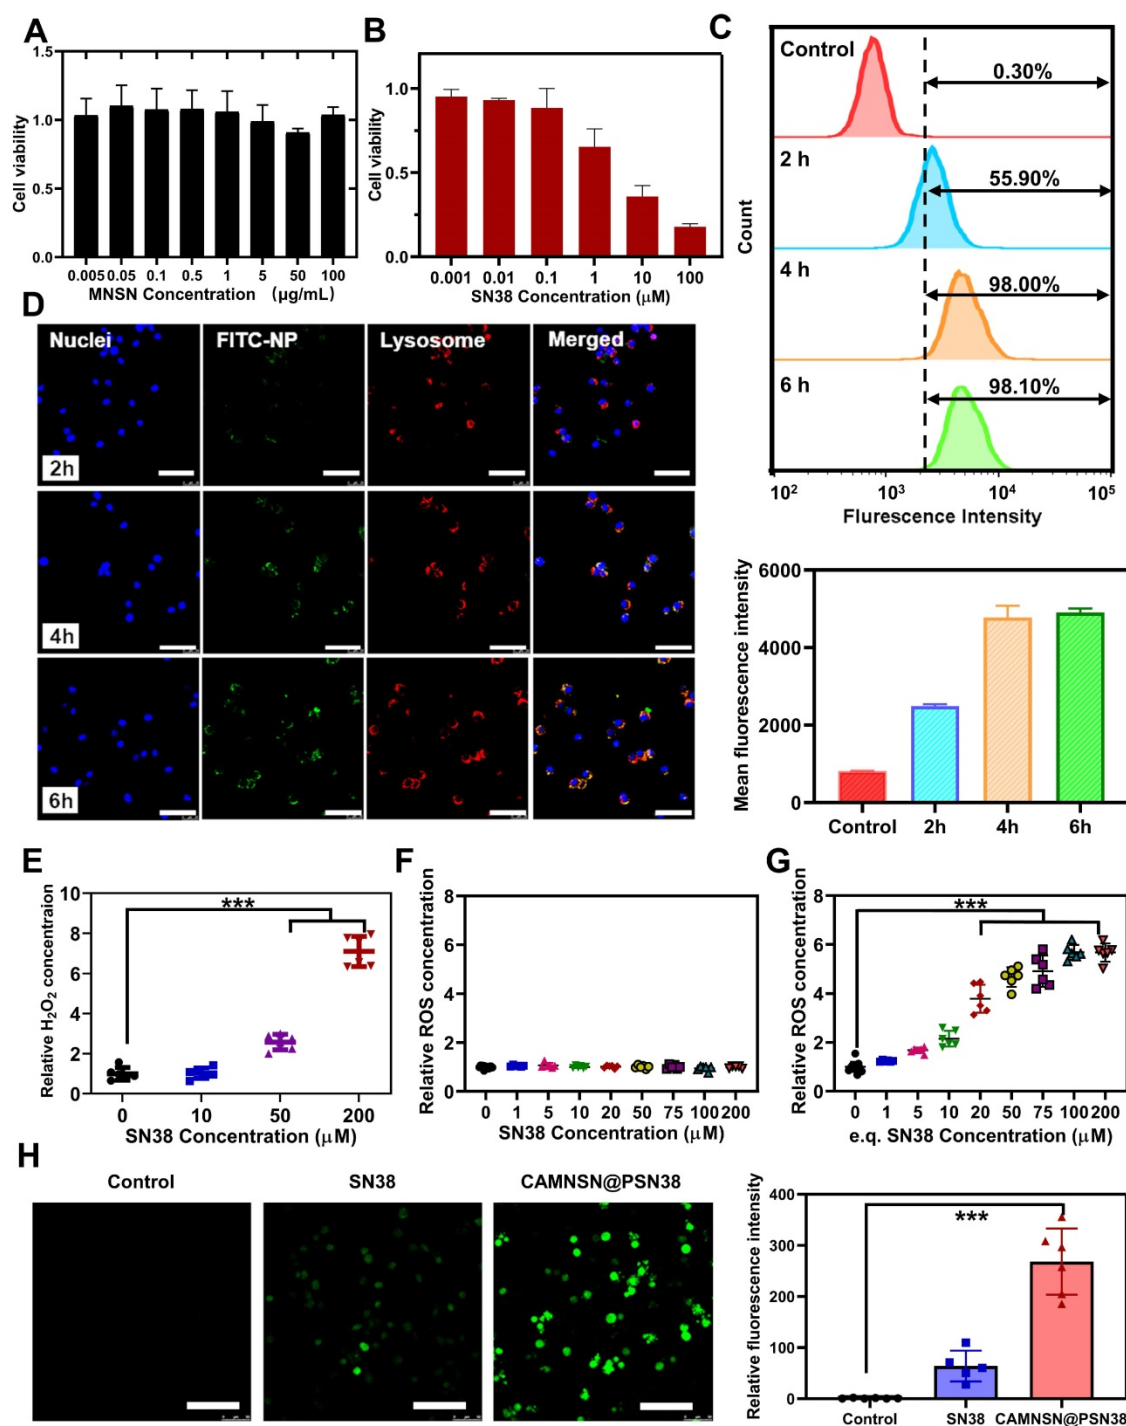 A
1.5
1.0
0.5
0.0
Cell viability
0.005 0.05 0.1 0.5 1 5 50 100
MNSN Concentration (μg/mL)
B
1.0
0.5
0.0
Cell viability
0.001 0.01 0.1 1 10 100
SN38 Concentration (μM)
C
Control
0.30%
2 h
55.90%
4 h
98.00%
6 h
98.10%
Count
10² 10³ 10⁴ 10⁵
Flurescence Intensity
6000
4000
2000
0
Mean fluorescence intensity
Control 2h 4h 6h
D
Nuclei FITC-NP Lysosome Merged
2h
4h
6h
E
10
8
6
4
2
0
Relative H₂O₂ concentraion
***
0 10 50 200
SN38 Concentration (μM)
F
8
6
4
2
0
Relative ROS concentration
0 1 5 10 20 50 75 100 200
SN38 Concentration (μM)
G
8
6
4
2
0
Relative ROS concentration
***
0 1 5 10 20 50 75 100 200
e.q. SN38 Concentration (μM)
H
Control SN38 CAMNSN@PSN38
400
300
200
100
0
Relative fluorescence intensity
***
Control SN38 CAMNSN@PSN38